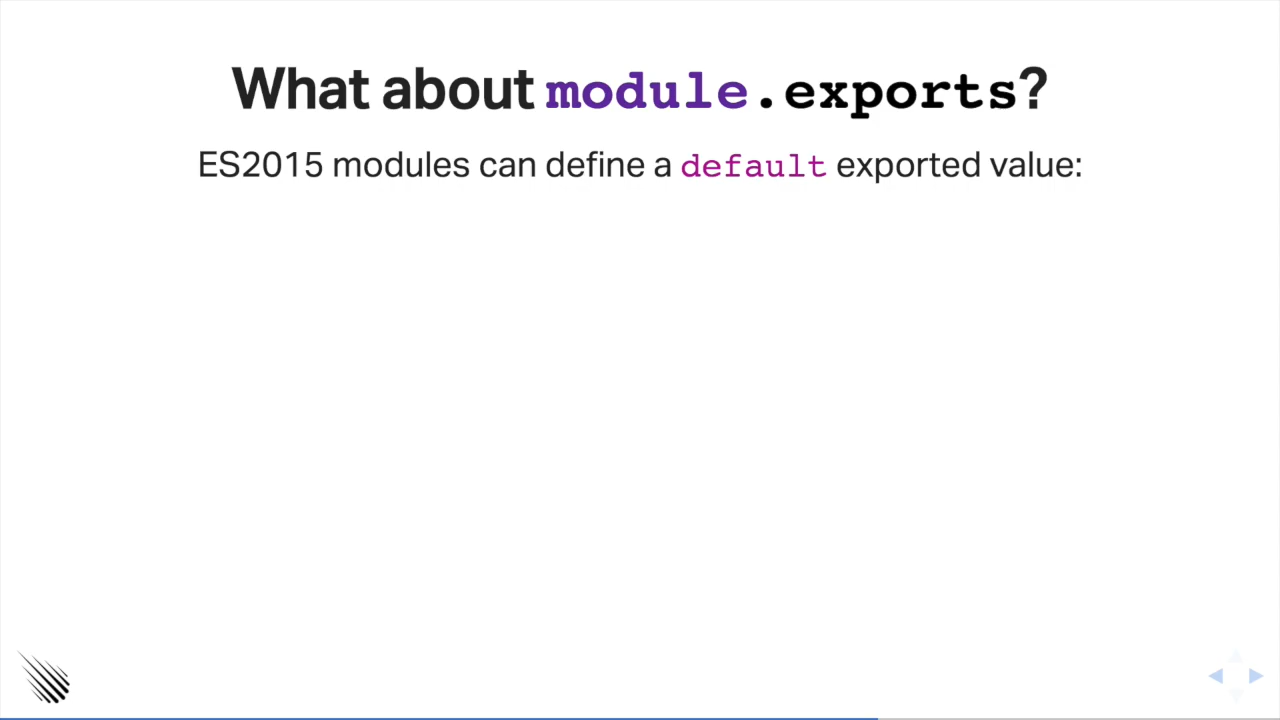 What about module.exports?
ES2015 modules can define a default exported value: